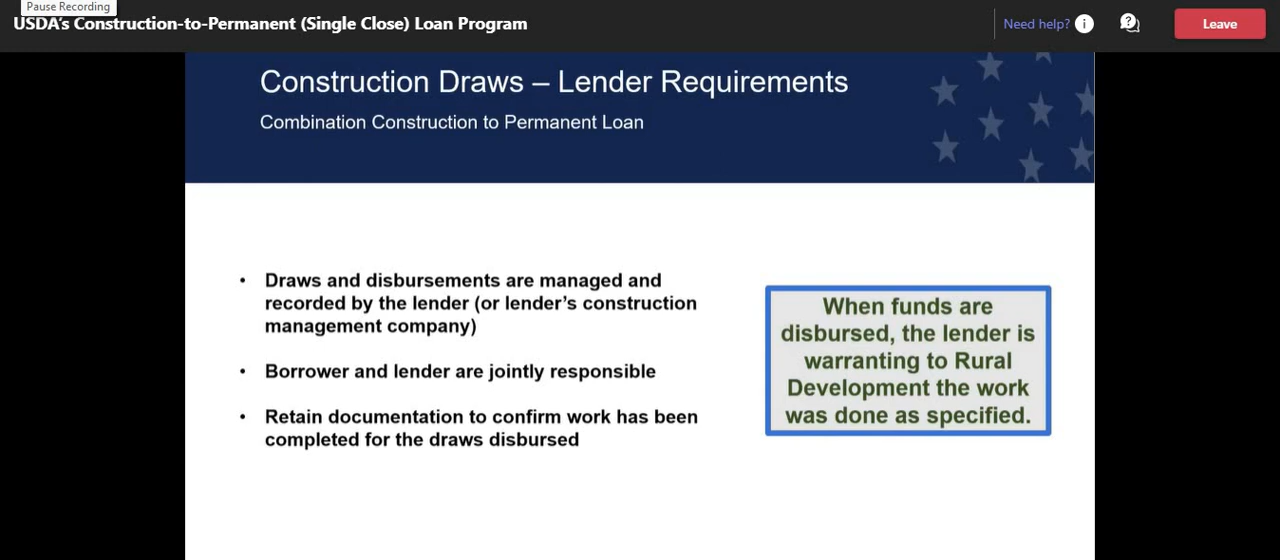 Pause Recording
USDA's Construction-to-Permanent (Single Close) Loan Program
Need help?
Leave
Construction Draws – Lender Requirements
Combination Construction to Permanent Loan
• Draws and disbursements are managed and
recorded by the lender (or lender's construction
management company)
• Borrower and lender are jointly responsible
• Retain documentation to confirm work has been
completed for the draws disbursed
When funds are
disbursed, the lender is
warranting to Rural
Development the work
was done as specified.